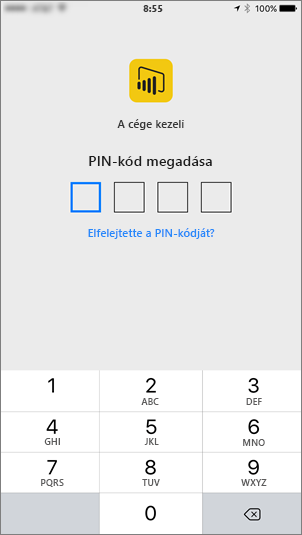 8:55 100%
A cége kezeli
PIN-kód megadása
Elfelejtette a PIN-kódját?
1 2 3
ABC DEF
4 5 6
GHI JKL MNO
7 8 9
PQRS TUV WXYZ
0